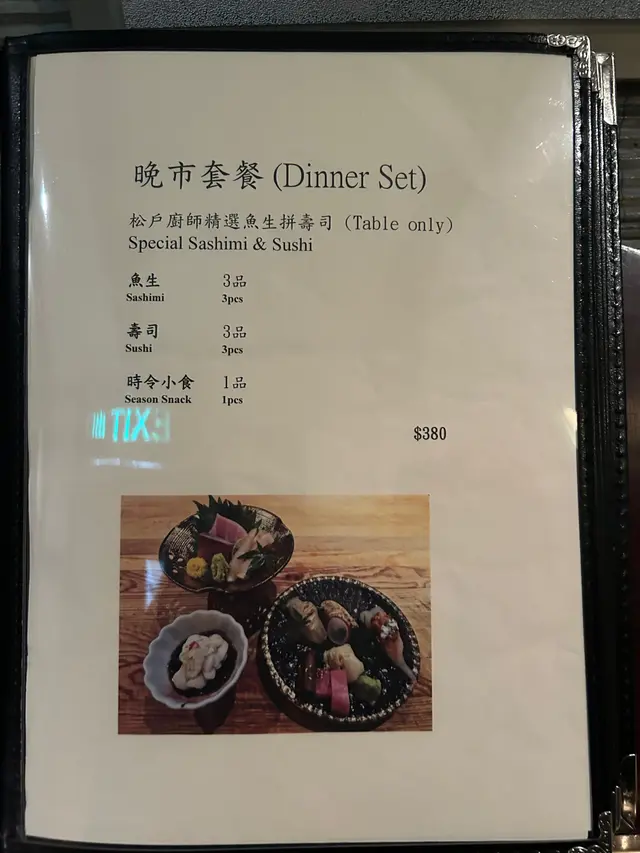 晚市套餐 (Dinner Set)
松戶廚師精選魚生拼壽司 (Table only)
Special Sashimi & Sushi
魚生 3品
Sashimi 3pcs
壽司 3品
Sushi 3pcs
時令小食 1品
Season Snack 1pcs
$380